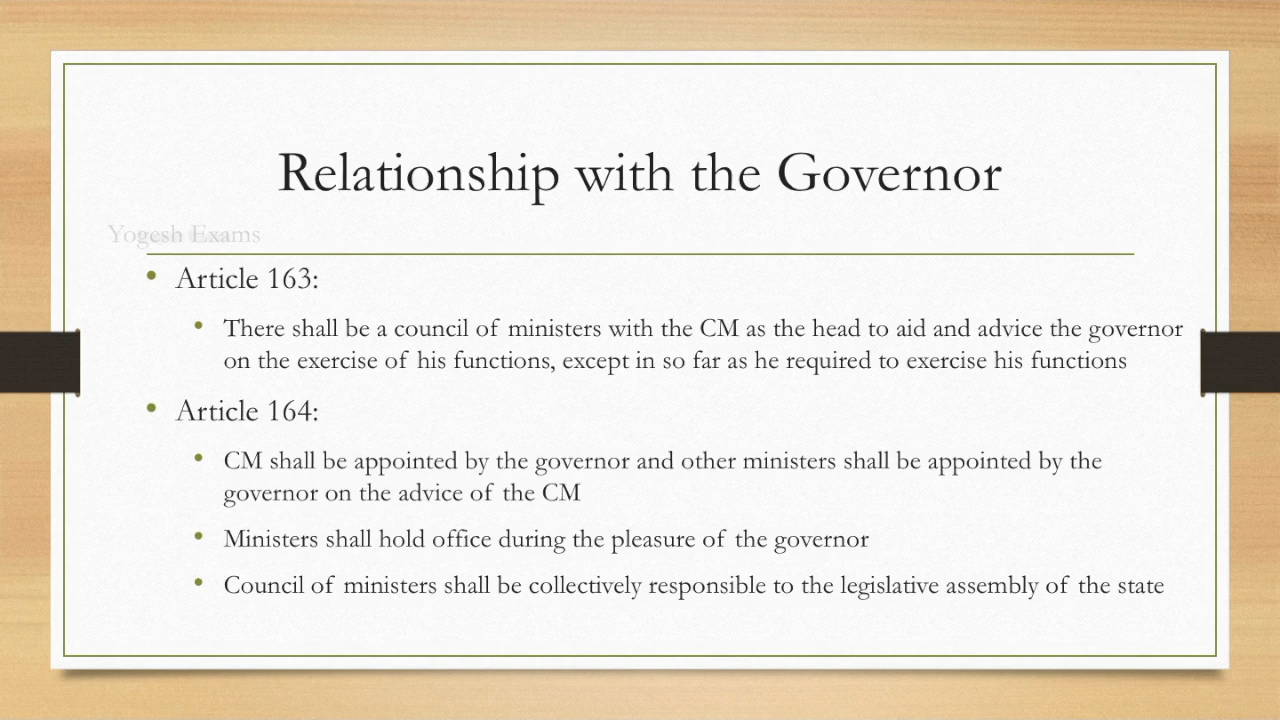 Relationship with the Governor
Yogesh Exams
• Article 163:
• There shall be a council of ministers with the CM as the head to aid and advice the governor
on the exercise of his functions, except in so far as he required to exercise his functions
• Article 164:
• CM shall be appointed by the governor and other ministers shall be appointed by the
governor on the advice of the CM
• Ministers shall hold office during the pleasure of the governor
• Council of ministers shall be collectively responsible to the legislative assembly of the state